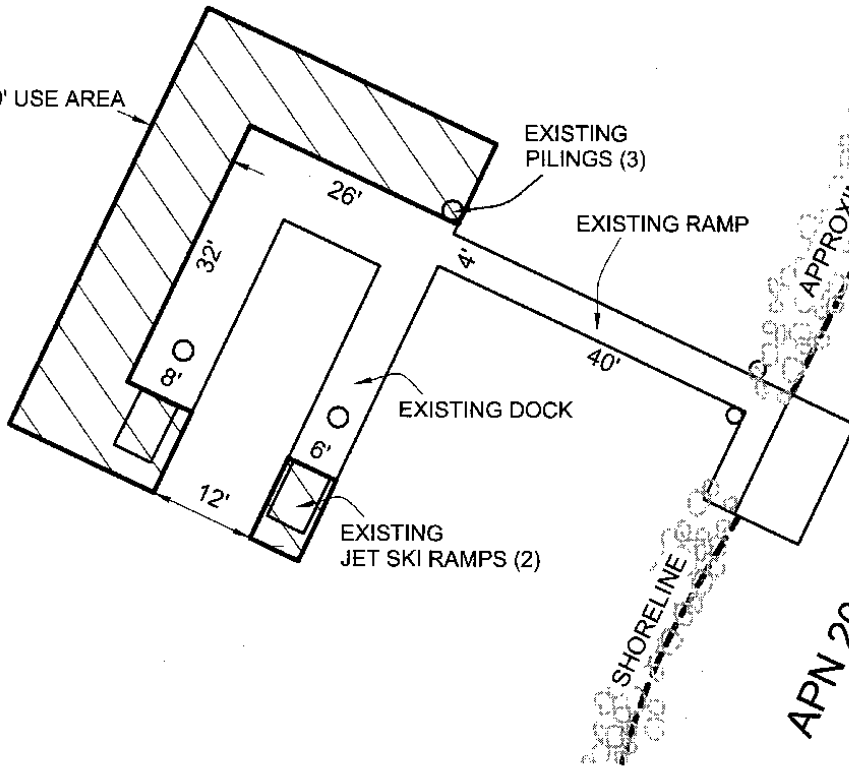 ' USE AREA
EXISTING
PILINGS (3)
26'
EXISTING RAMP
4'
32'
40'
8'
EXISTING DOCK
6'
12'
EXISTING
JET SKI RAMPS (2)
SHORELINE
APN